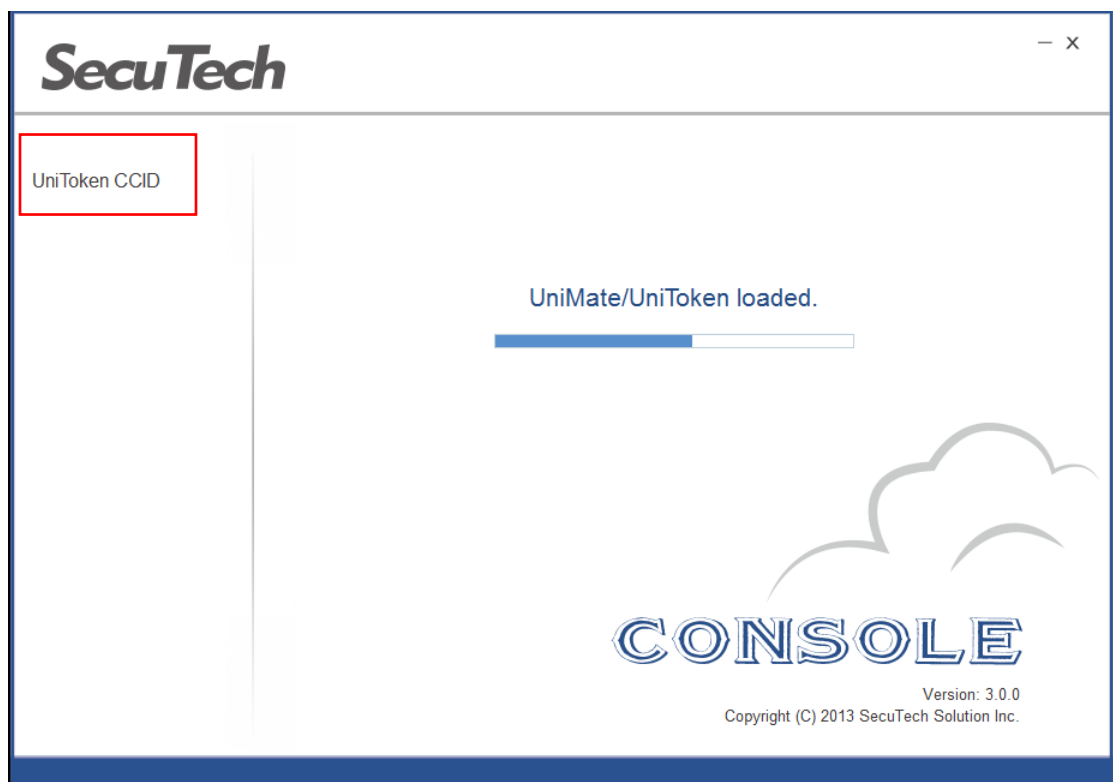 SecuTech
– x
UniToken CCID
UniMate/UniToken loaded.
CONSOLE
Version: 3.0.0
Copyright (C) 2013 SecuTech Solution Inc.